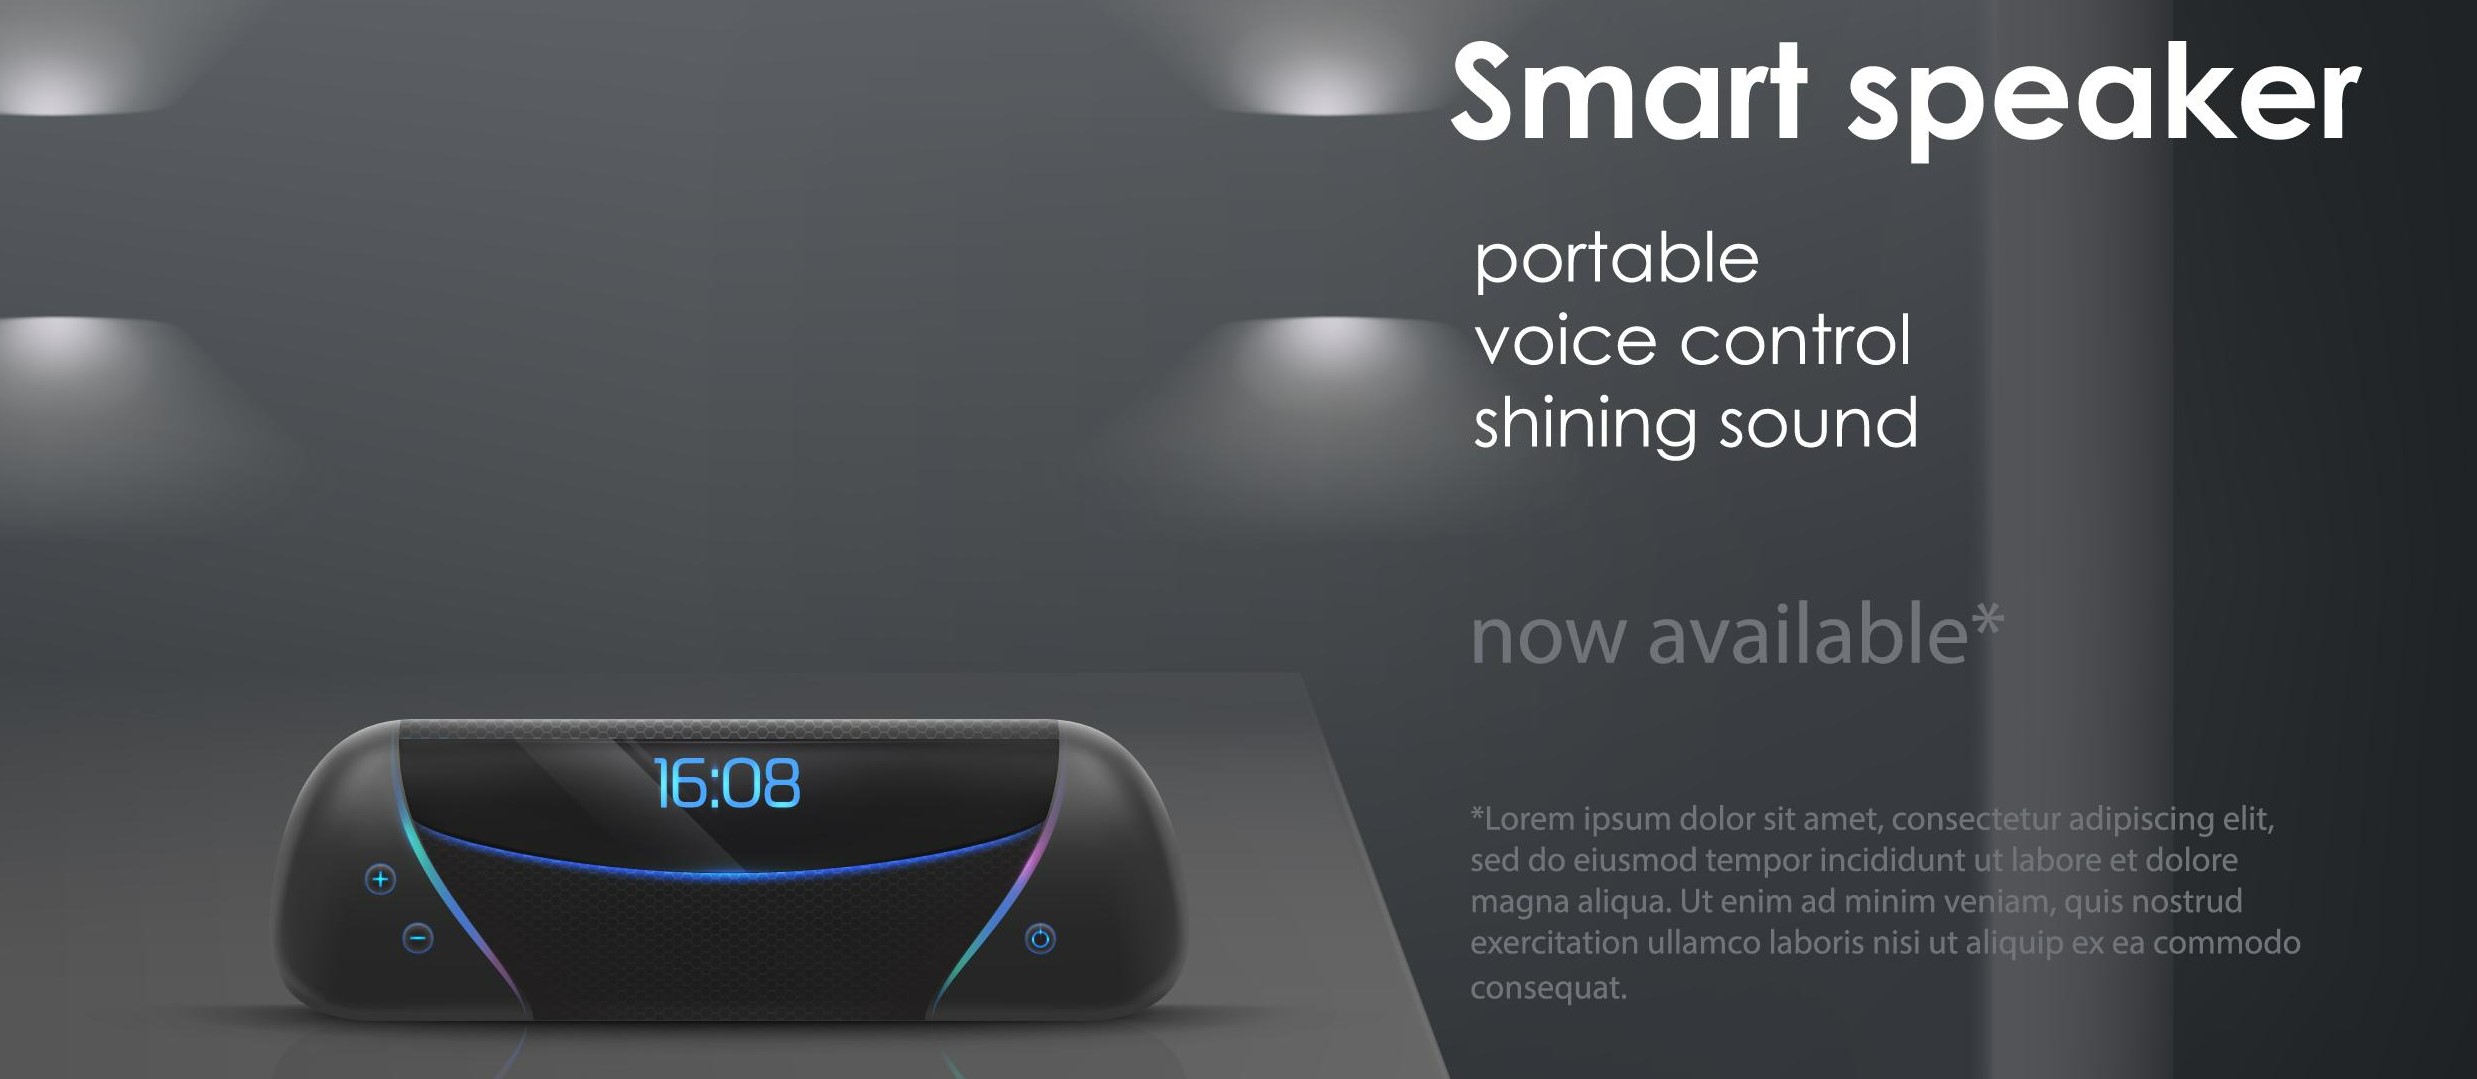 Smart speaker
portable
voice control
shining sound
now available*
16:08
*Lorem ipsum dolor sit amet, consectetur adipiscing elit,
sed do eiusmod tempor incididunt ut labore et dolore
magna aliqua. Ut enim ad minim veniam, quis nostrud
exercitation ullamco laboris nisi ut aliquip ex ea commodo
consequat.